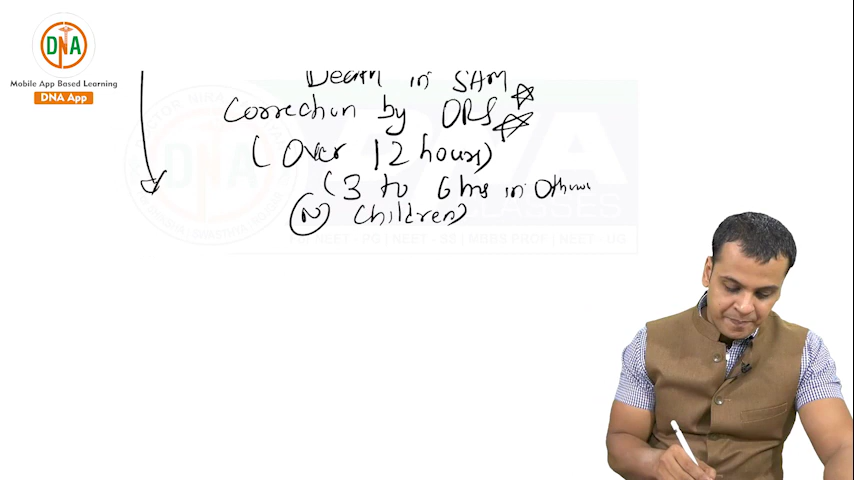 DNA
Mobile App Based Learning
DNA App
Death in SAM
Correction by ORS
(Over 12 hours)
(3 to 6 hrs in
N children)
CLASSES